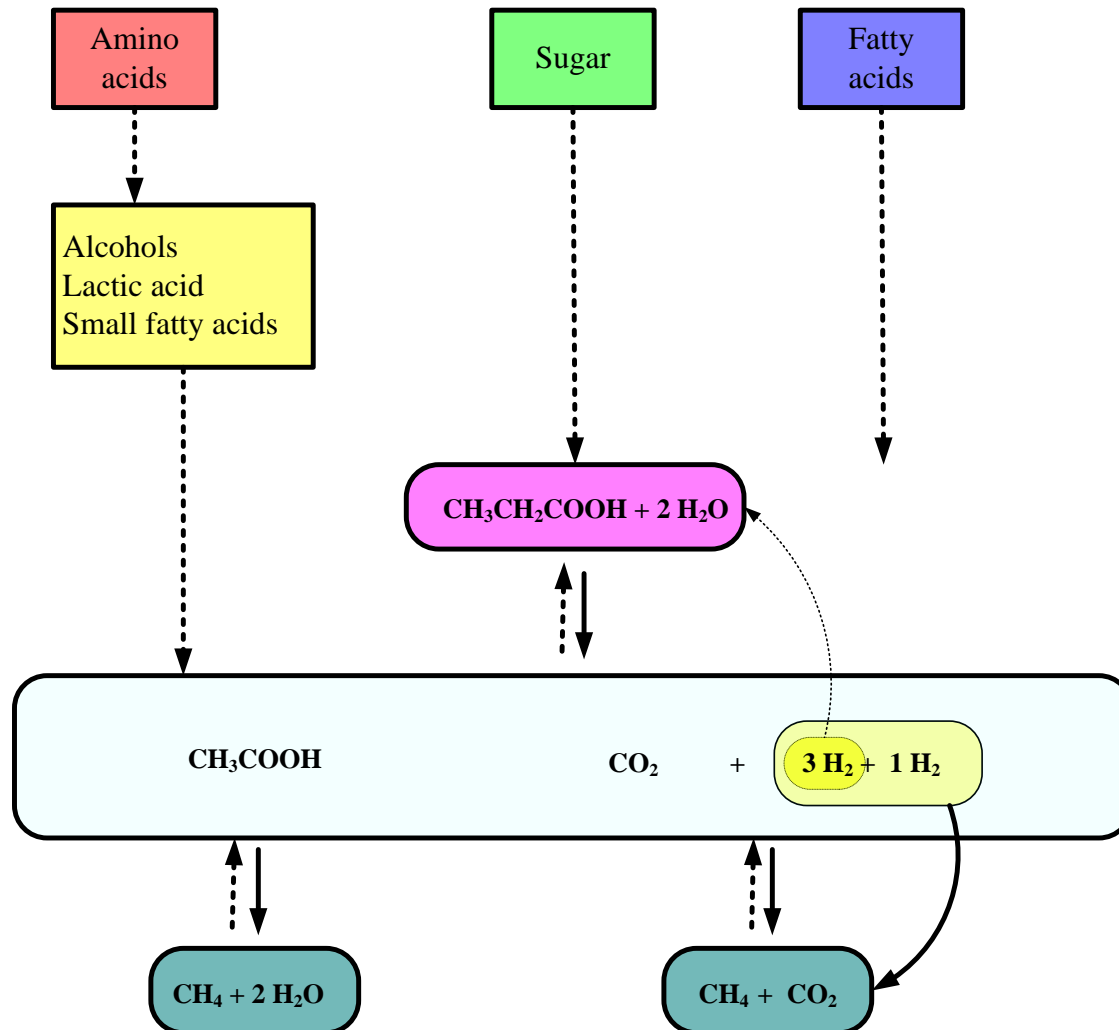 Amino
acids
Sugar
Fatty
acids
Alcohols
Lactic acid
Small fatty acids
CH₃CH₂COOH + 2 H₂O
CH₃COOH
CO₂ + 3 H₂ + 1 H₂
CH₄ + 2 H₂O
CH₄ + CO₂